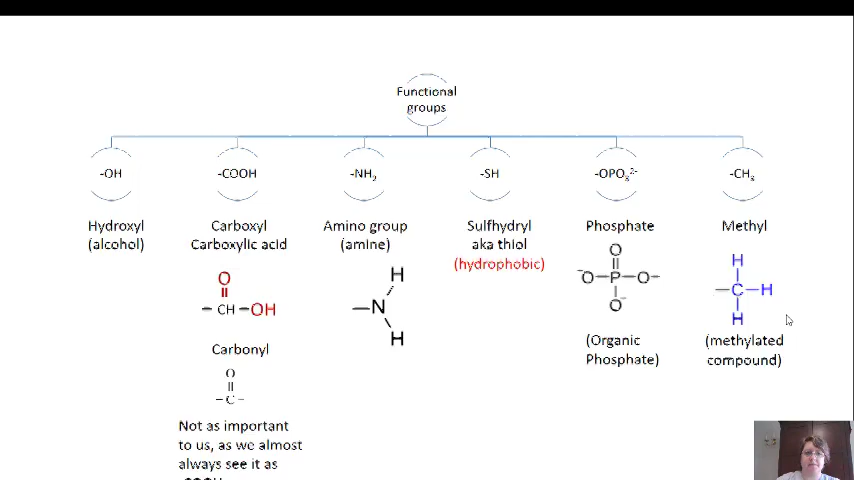 Functional
groups
-OH
-COOH
-NH₂
-SH
-OPO₃²⁻
-CH₃
Hydroxyl
(alcohol)
Carboxyl
Carboxylic acid
Amino group
(amine)
Sulfhydryl
aka thiol
(hydrophobic)
Phosphate
Methyl
O
CH
OH
N
H
H
O
⁻O
P
O⁻
O⁻
H
C
H
H
Carbonyl
O
C
(Organic
Phosphate)
(methylated
compound)
Not as important
to us, as we almost
always see it as
-COOH